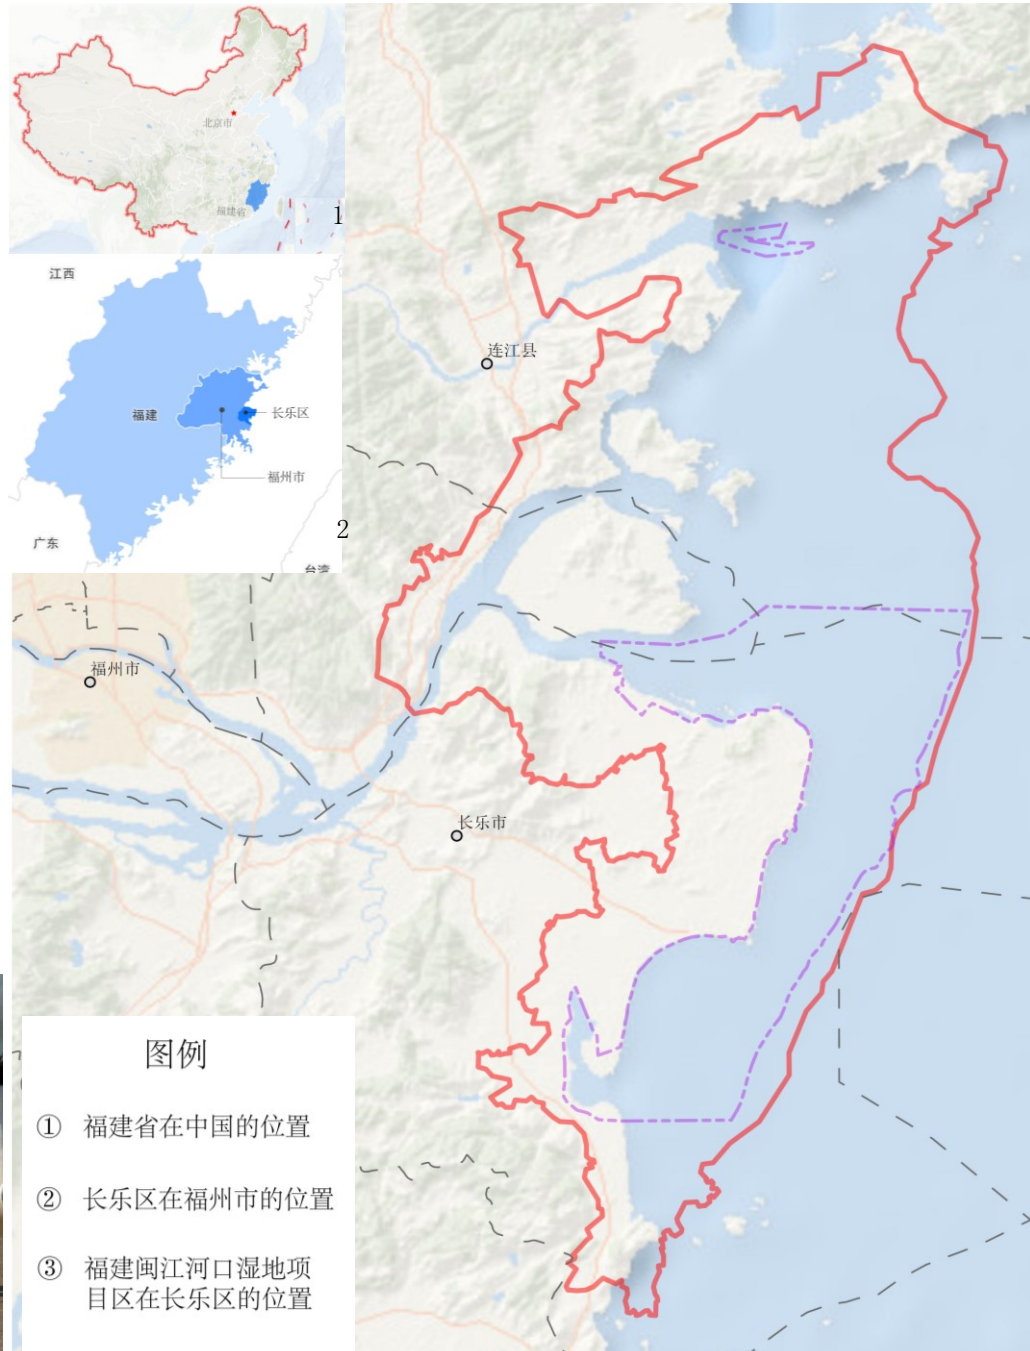 北京市
福建省
1
江西
福建
长乐区
福州市
广东
台湾
2
连江县
福州市
长乐市
图例
① 福建省在中国的位置
② 长乐区在福州市的位置
③ 福建闽江河口湿地项
目区在长乐区的位置